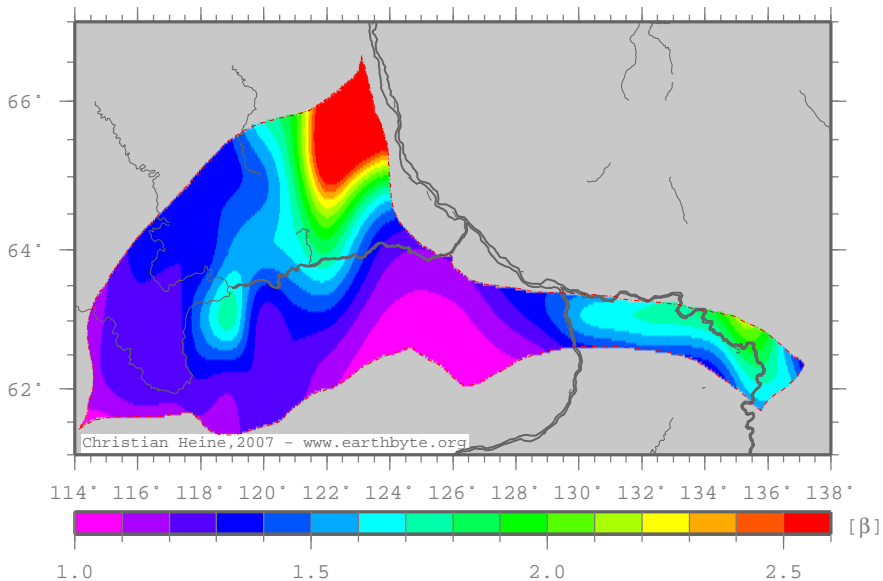 66°
64°
62°
Christian Heine,2007 - www.earthbyte.org
114° 116° 118° 120° 122° 124° 126° 128° 130° 132° 134° 136° 138°
[β]
1.0 1.5 2.0 2.5